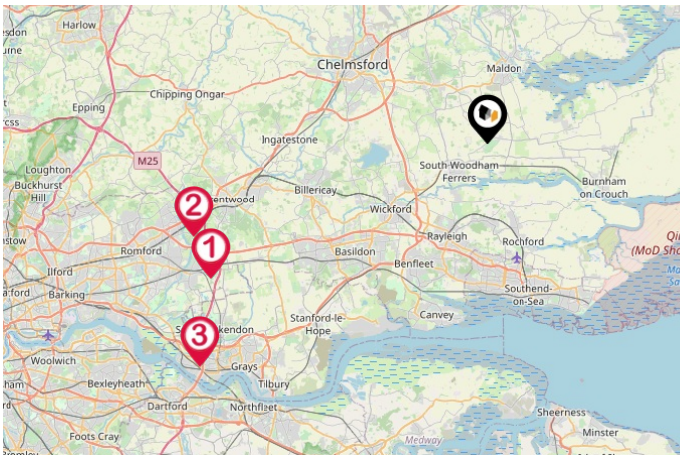 Harlow
Chelmsford
Maldon
Chipping Ongar
Epping
Ingatestone
M25
Loughton
Buckhurst
Hill
South Woodham
Ferrers
Burnham
on Crouch
Billericay
2
Wickford
1
Romford
Rayleigh
Rochford
(MoD Sho
Basildon
Benfleet
Ilford
Barking
Southend-
on-Sea
Stanford-le-
Hope
Canvey
3
Grays
Woolwich
Bexleyheath
Tilbury
Dartford
Northfleet
Sheerness
Foots Cray
Medway
Minster